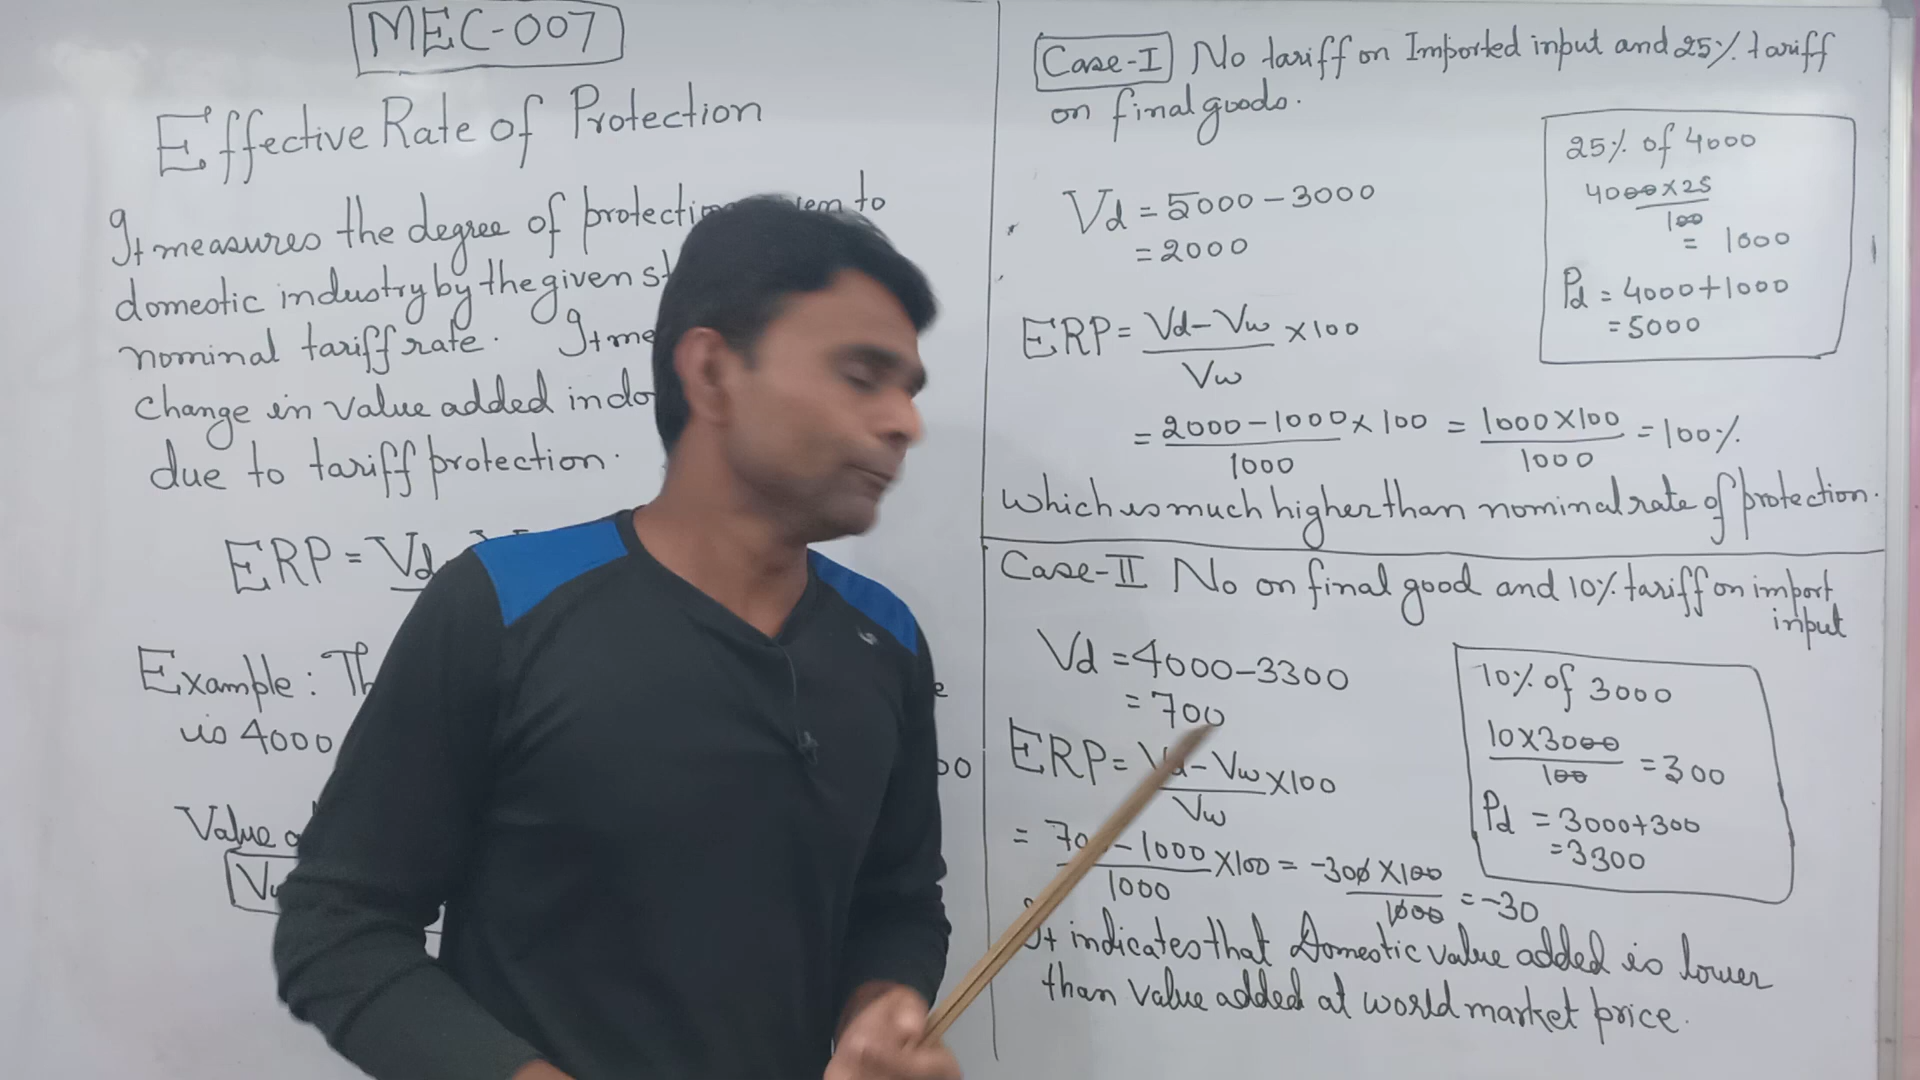 MEC-007
Effective Rate of Protection
It measures the degree of protection to
domestic industry by the given
nominal tariff rate. It
change in value added in
due to tariff protection.
ERP = Vd
Example:
is 4000
Value
Case-I No tariff on Imported input and 25% tariff
on final goods.
Vd = 5000 - 3000
= 2000
ERP = Vd - Vw × 100
Vw
= 2000 - 1000 × 100 = 1000 × 100 = 100%
1000 1000
which is much higher than nominal rate of protection.
25% of 4000
4000 × 25
100
= 1000
Pd = 4000 + 1000
= 5000
Case-II No on final good and 10% tariff on import
input
Vd = 4000 - 3300
= 700
ERP = Vd - Vw × 100
Vw
= 700 - 1000 × 100 = -300 × 100 = -30
1000 1000
It indicates that Domestic value added is lower
than value added at world market price.
10% of 3000
10 × 3000 = 300
100
Pd = 3000 + 300
= 3300